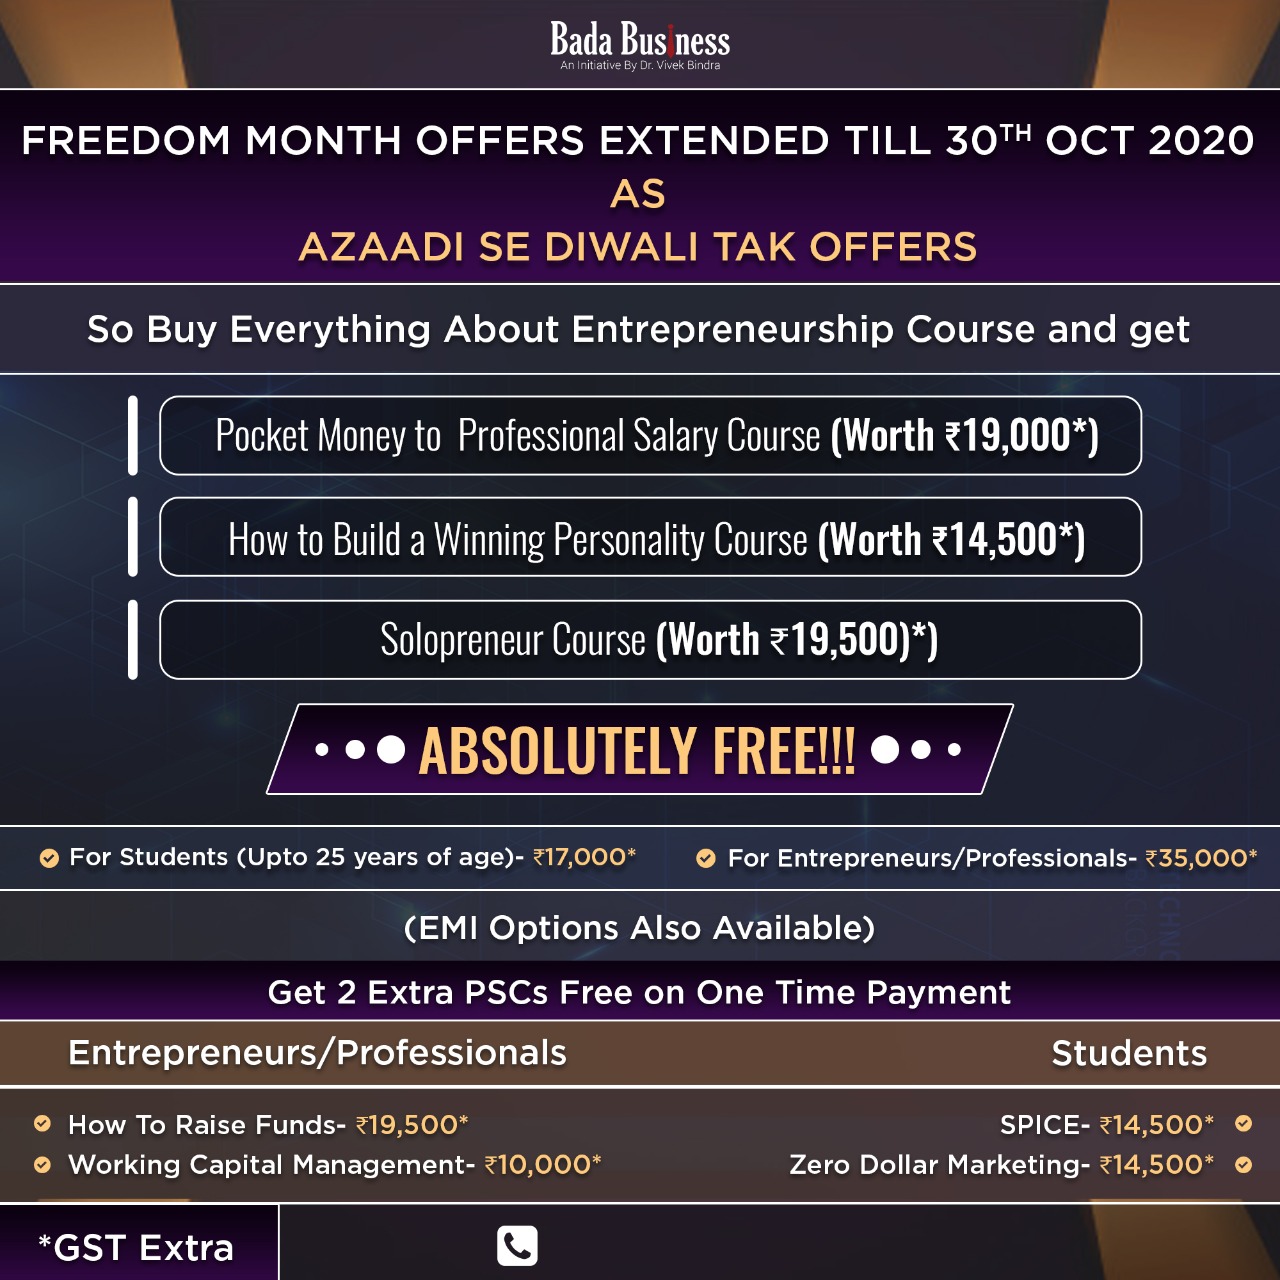 Bada Business
An Initiative By Dr. Vivek Bindra
FREEDOM MONTH OFFERS EXTENDED TILL 30TH OCT 2020
AS
AZAADI SE DIWALI TAK OFFERS
So Buy Everything About Entrepreneurship Course and get
Pocket Money to Professional Salary Course (Worth ₹19,000*)
How to Build a Winning Personality Course (Worth ₹14,500*)
Solopreneur Course (Worth ₹19,500)*)
ABSOLUTELY FREE!!!
For Students (Upto 25 years of age)- ₹17,000*
For Entrepreneurs/Professionals- ₹35,000*
(EMI Options Also Available)
Get 2 Extra PSCs Free on One Time Payment
Entrepreneurs/Professionals
Students
How To Raise Funds- ₹19,500*
SPICE- ₹14,500*
Working Capital Management- ₹10,000*
Zero Dollar Marketing- ₹14,500*
*GST Extra